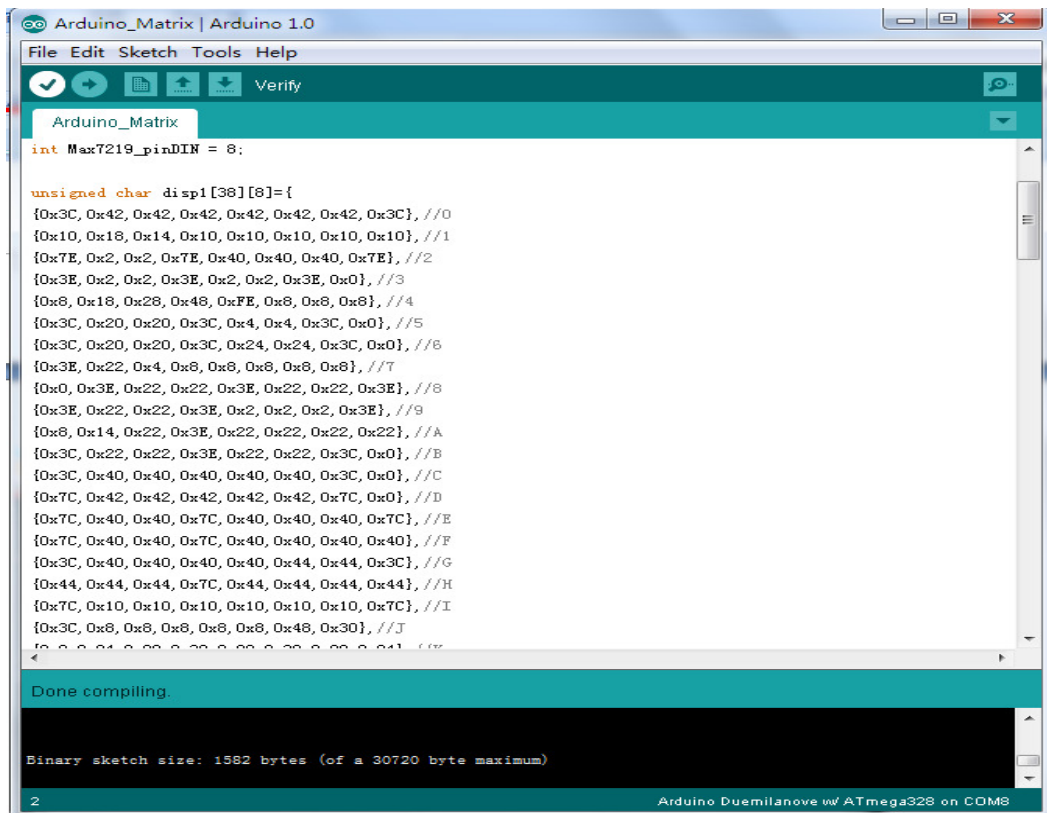 Arduino_Matrix | Arduino 1.0
File Edit Sketch Tools Help
Verify
Arduino_Matrix
int Max7219_pinDIN = 8;
unsigned char disp1[38][8]={
{0x3C,0x42,0x42,0x42,0x42,0x42,0x42,0x3C},//0
{0x10,0x18,0x14,0x10,0x10,0x10,0x10,0x10},//1
{0x7E,0x2,0x2,0x7E,0x40,0x40,0x40,0x7E},//2
{0x3E,0x2,0x2,0x3E,0x2,0x2,0x3E,0x0},//3
{0x8,0x18,0x28,0x48,0xFE,0x8,0x8,0x8},//4
{0x3C,0x20,0x20,0x3C,0x4,0x4,0x3C,0x0},//5
{0x3C,0x20,0x20,0x3C,0x24,0x24,0x3C,0x0},//6
{0x3E,0x22,0x4,0x8,0x8,0x8,0x8,0x8},//7
{0x0,0x3E,0x22,0x22,0x3E,0x22,0x22,0x3E},//8
{0x3E,0x22,0x22,0x3E,0x2,0x2,0x2,0x3E},//9
{0x8,0x14,0x22,0x3E,0x22,0x22,0x22,0x22},//A
{0x3C,0x22,0x22,0x3E,0x22,0x22,0x3C,0x0},//B
{0x3C,0x40,0x40,0x40,0x40,0x40,0x3C,0x0},//C
{0x7C,0x42,0x42,0x42,0x42,0x42,0x7C,0x0},//D
{0x7C,0x40,0x40,0x7C,0x40,0x40,0x40,0x7C},//E
{0x7C,0x40,0x40,0x7C,0x40,0x40,0x40,0x40},//F
{0x3C,0x40,0x40,0x40,0x40,0x44,0x44,0x3C},//G
{0x44,0x44,0x44,0x7C,0x44,0x44,0x44,0x44},//H
{0x7C,0x10,0x10,0x10,0x10,0x10,0x10,0x7C},//I
{0x3C,0x8,0x8,0x8,0x8,0x8,0x48,0x30},//J
Done compiling.
Binary sketch size: 1582 bytes (of a 30720 byte maximum)
2
Arduino Duemilanove w/ ATmega328 on COM8